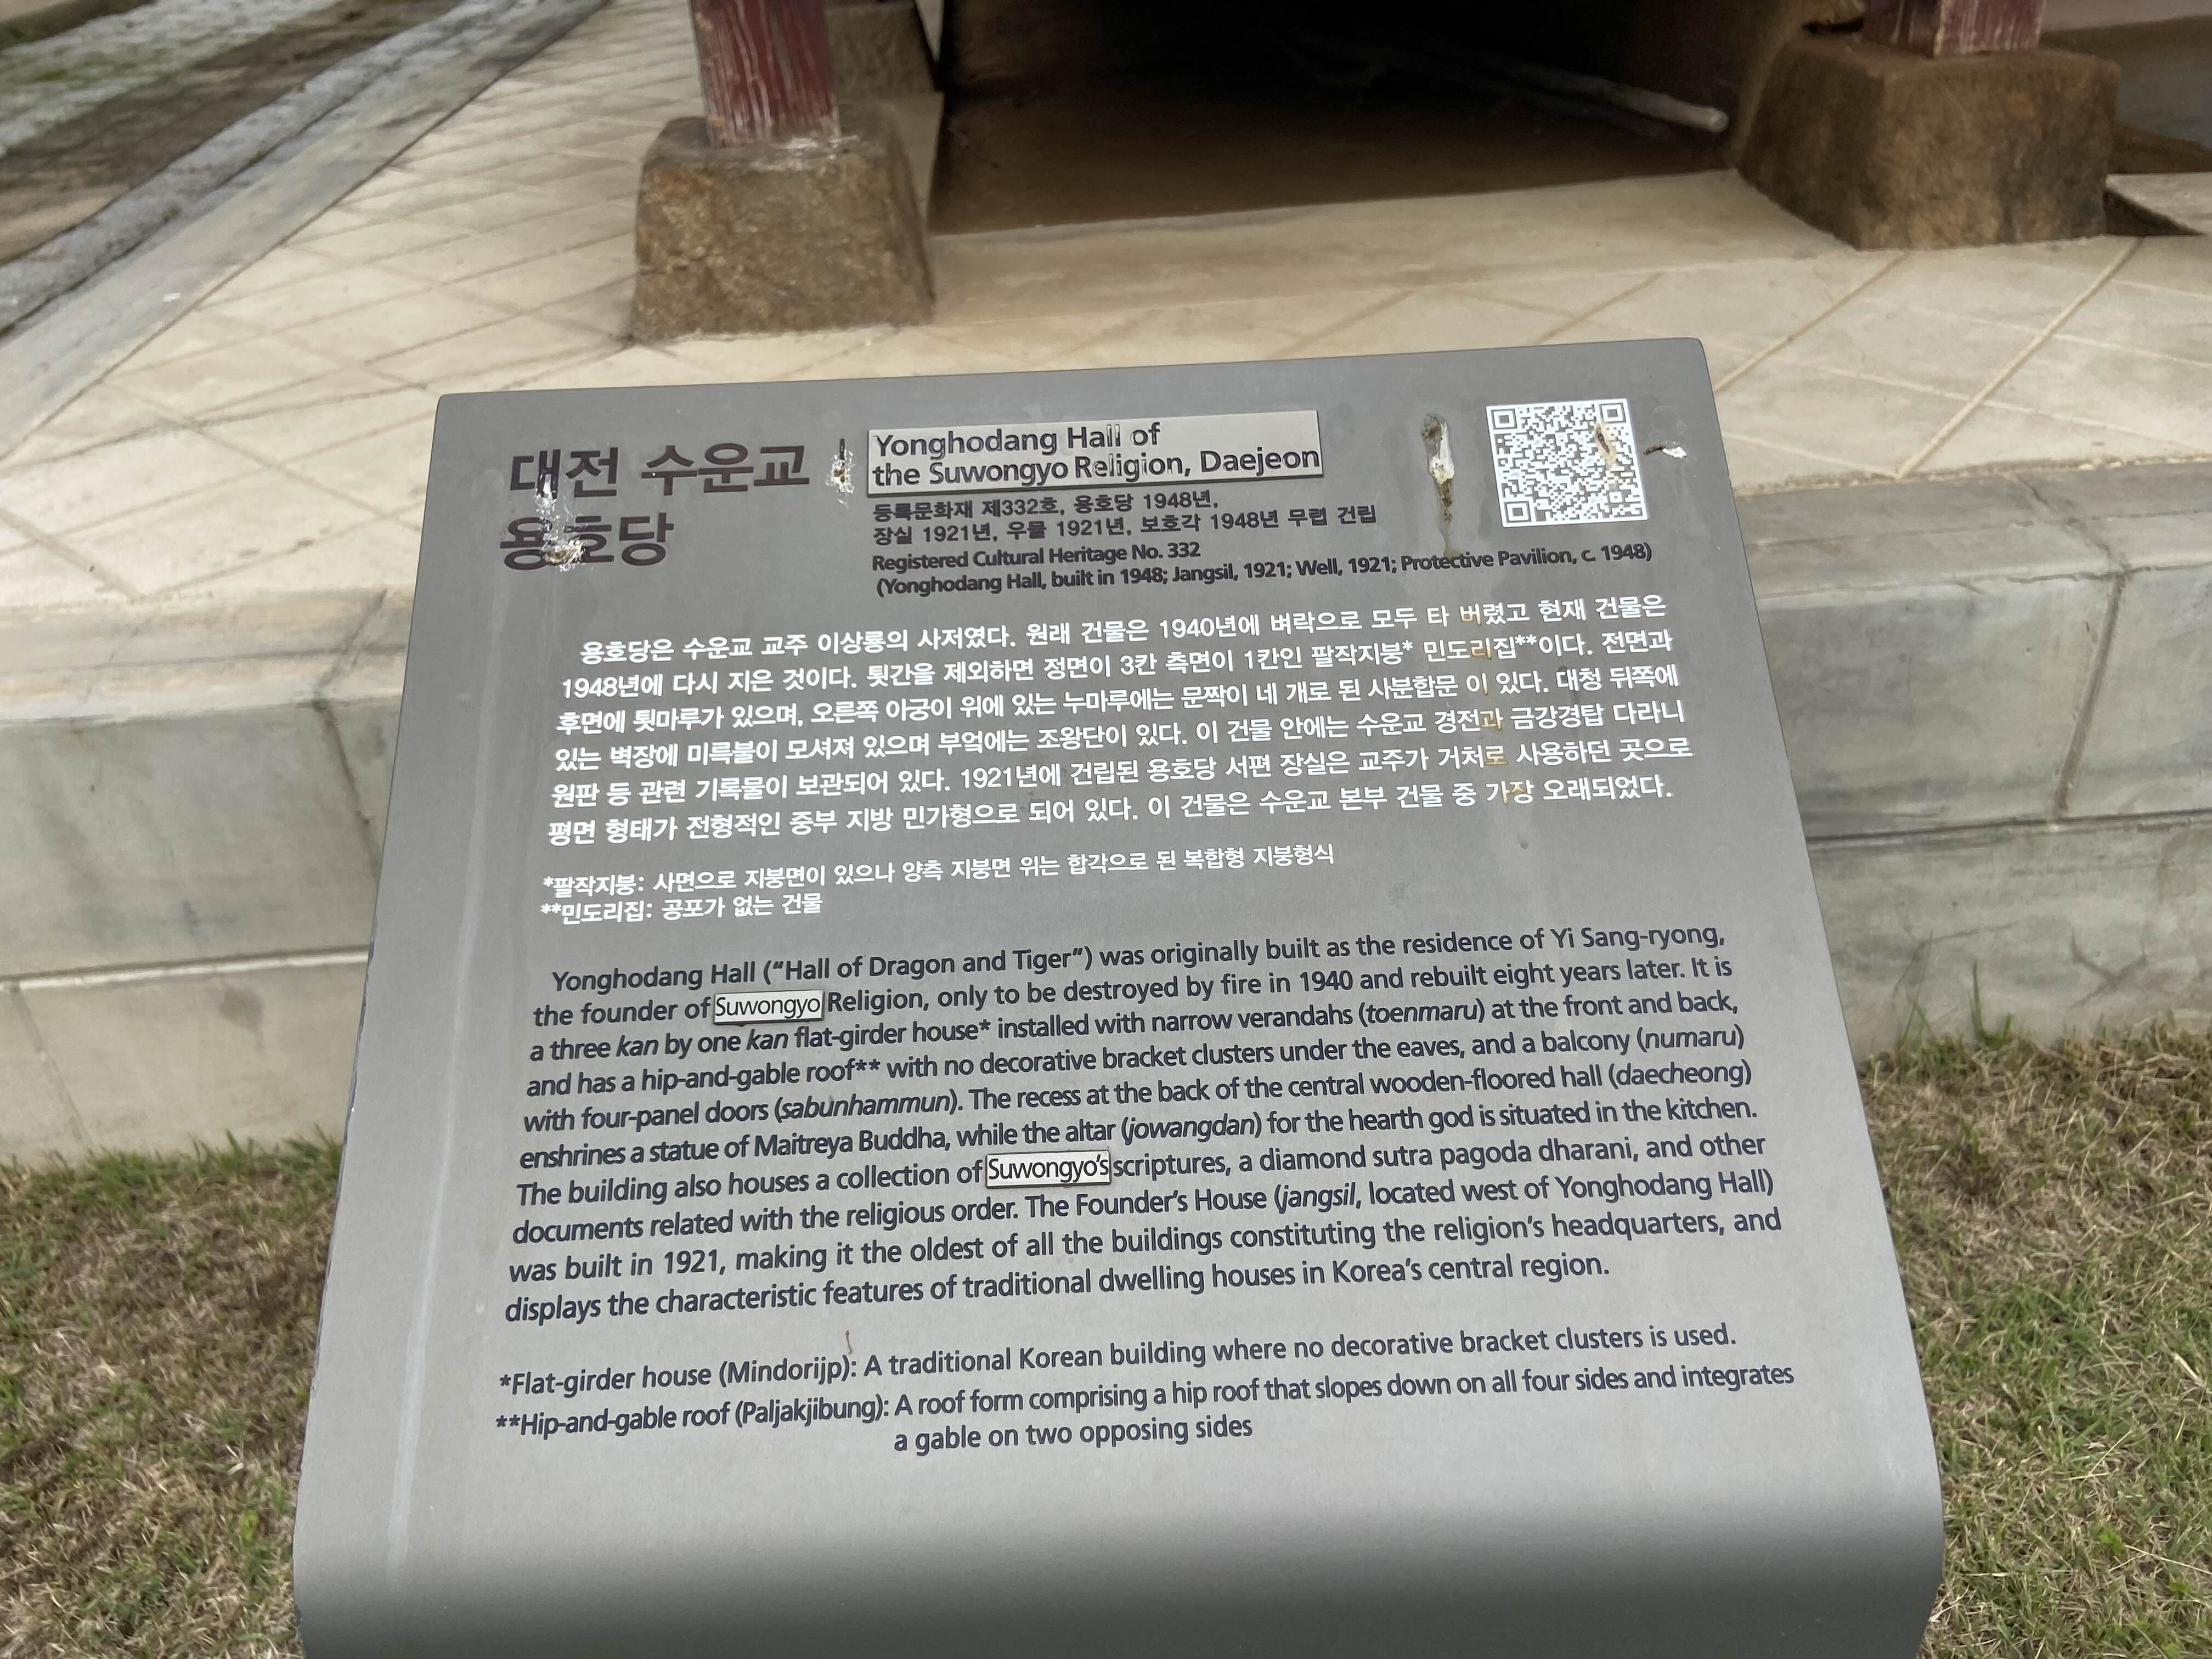 대전 수운교
용호당
Yonghodang Hall of
the Suwongyo Religion, Daejeon
등록문화재 제332호, 용호당 1948년,
장실 1921년, 우물 1921년, 보호각 1948년 무렵 건립
Registered Cultural Heritage No. 332
(Yonghodang Hall, built in 1948; Jangsil, 1921; Well, 1921; Protective Pavilion, c. 1948)
용호당은 수운교 교주 이상룡의 사저였다. 원래 건물은 1940년에 벼락으로 모두 타 버렸고 현재 건물은
1948년에 다시 지은 것이다. 툇간을 제외하면 정면이 3칸 측면이 1칸인 팔작지붕* 민도리집**이다. 전면과
후면에 툇마루가 있으며, 오른쪽 아궁이 위에 있는 누마루에는 문짝이 네 개로 된 사분합문 이 있다. 대청 뒤쪽에
있는 벽장에 미륵불이 모셔져 있으며 부엌에는 조왕단이 있다. 이 건물 안에는 수운교 경전과 금강경탑 다라니
원판 등 관련 기록물이 보관되어 있다. 1921년에 건립된 용호당 서편 장실은 교주가 거처로 사용하던 곳으로
평면 형태가 전형적인 중부 지방 민가형으로 되어 있다. 이 건물은 수운교 본부 건물 중 가장 오래되었다.
*팔작지붕: 사면으로 지붕면이 있으나 양측 지붕면 위는 합각으로 된 복합형 지붕형식
**민도리집: 공포가 없는 건물
Yonghodang Hall (“Hall of Dragon and Tiger”) was originally built as the residence of Yi Sang-ryong,
the founder of Suwongyo Religion, only to be destroyed by fire in 1940 and rebuilt eight years later. It is
a three kan by one kan flat-girder house* installed with narrow verandahs (toenmaru) at the front and back,
and has a hip-and-gable roof** with no decorative bracket clusters under the eaves, and a balcony (numaru)
with four-panel doors (sabunhammun). The recess at the back of the central wooden-floored hall (daecheong)
enshrines a statue of Maitreya Buddha, while the altar (jowangdan) for the hearth god is situated in the kitchen.
The building also houses a collection of Suwongyo's scriptures, a diamond sutra pagoda dharani, and other
documents related with the religious order. The Founder's House (jangsil, located west of Yonghodang Hall)
was built in 1921, making it the oldest of all the buildings constituting the religion's headquarters, and
displays the characteristic features of traditional dwelling houses in Korea's central region.
*Flat-girder house (Mindorijp): A traditional Korean building where no decorative bracket clusters is used.
**Hip-and-gable roof (Paljakjibung): A roof form comprising a hip roof that slopes down on all four sides and integrates
a gable on two opposing sides